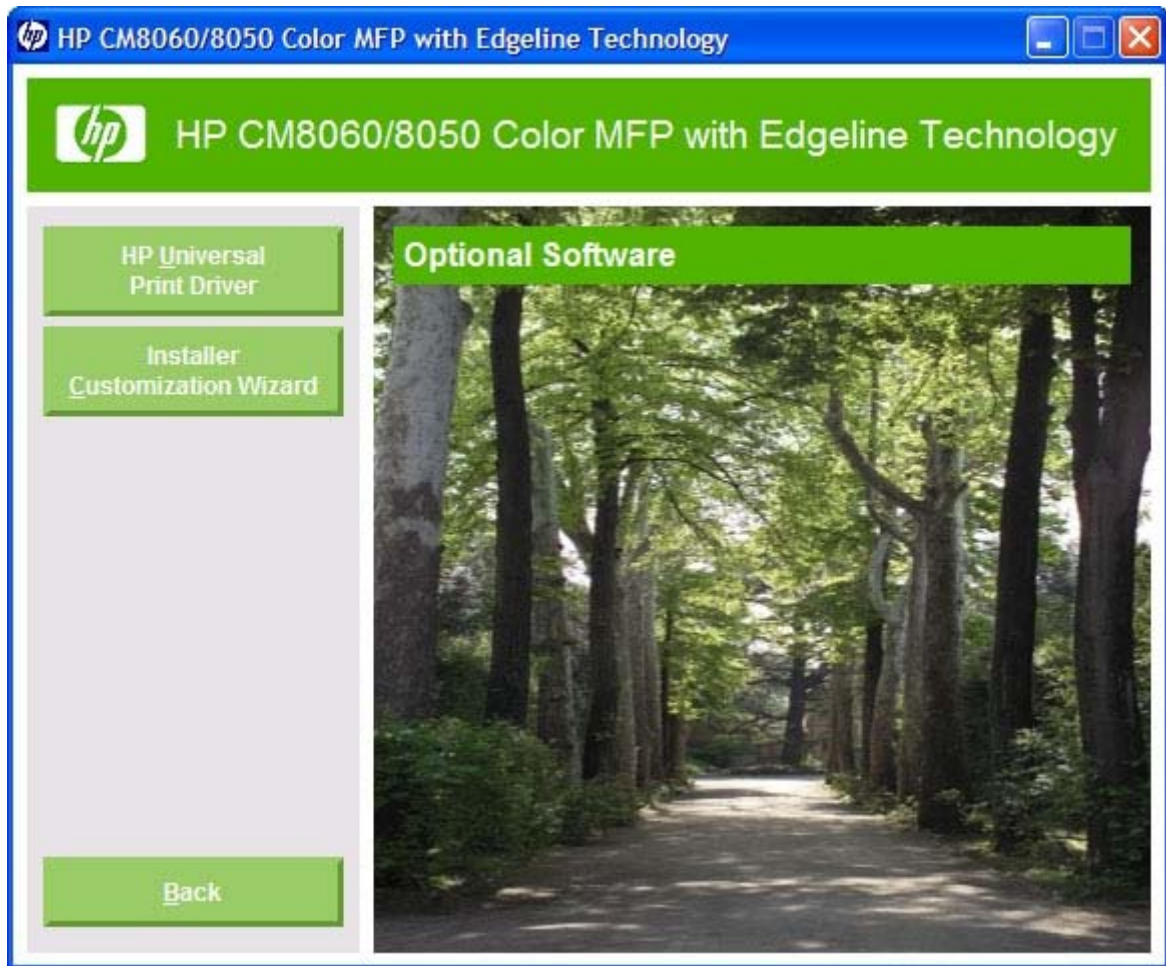 HP CM8060/8050 Color MFP with Edgeline Technology
hp HP CM8060/8050 Color MFP with Edgeline Technology
HP Universal
Print Driver
Installer
Customization Wizard
Back
Optional Software